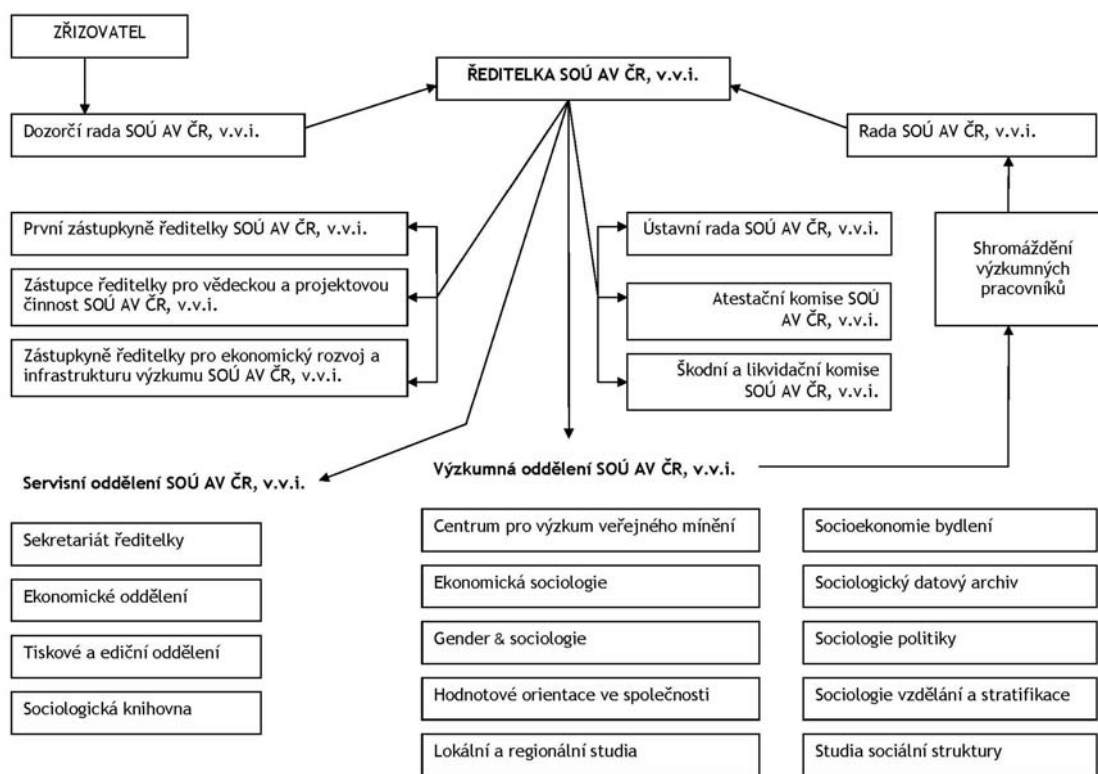 ZŘIZOVATEL
ŘEDITELKA SOÚ AV ČR, v.v.i.
Dozorčí rada SOÚ AV ČR, v.v.i.
Rada SOÚ AV ČR, v.v.i.
První zástupkyně ředitelky SOÚ AV ČR, v.v.i.
Zástupce ředitelky pro vědeckou a projektovou
činnost SOÚ AV ČR, v.v.i.
Zástupkyně ředitelky pro ekonomický rozvoj a
infrastrukturu výzkumu SOÚ AV ČR, v.v.i.
Ústavní rada SOÚ AV ČR, v.v.i.
Atestační komise SOÚ
AV ČR, v.v.i.
Škodní a likvidační komise
SOÚ AV ČR, v.v.i.
Shromáždění
výzkumných
pracovníků
Servisní oddělení SOÚ AV ČR, v.v.i.
Sekretariát ředitelky
Ekonomické oddělení
Tiskové a ediční oddělení
Sociologická knihovna
Výzkumná oddělení SOÚ AV ČR, v.v.i.
Centrum pro výzkum veřejného mínění
Ekonomická sociologie
Gender & sociologie
Hodnotové orientace ve společnosti
Lokální a regionální studia
Socioekonomie bydlení
Sociologický datový archiv
Sociologie politiky
Sociologie vzdělání a stratifikace
Studia sociální struktury